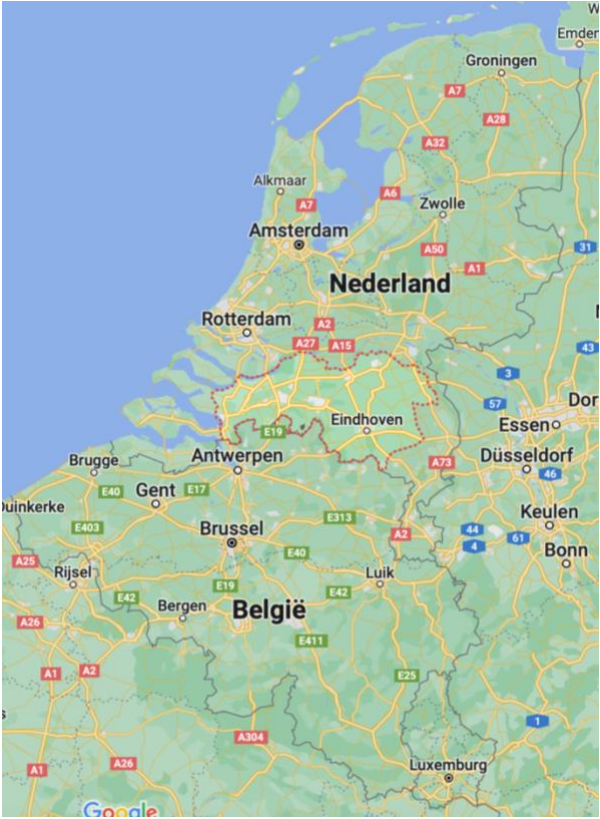 W
Emden
Groningen
A7
A28
A32
Alkmaar
A7
A6
Zwolle
Amsterdam
A50
31
A1
Nederland
Rotterdam
A2
A27
A15
43
3
57
Dor
Eindhoven
Essen
E19
Brugge
Antwerpen
A73
Düsseldorf
46
E40
Gent
E17
Duinkerke
Keulen
E403
Brussel
E313
A2
44
61
4
Bonn
A25
E40
Rijsel
Luik
E19
E42
E42
Bergen
België
A26
E411
A1
A2
E25
1
A304
A26
A1
Luxemburg
Google